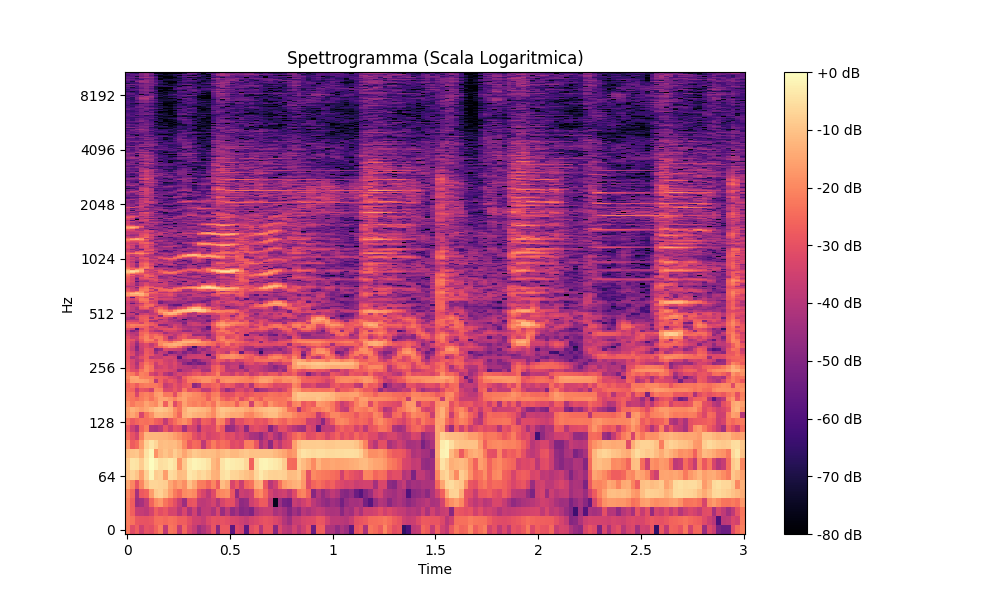 Spettrogramma (Scala Logaritmica)
Hz
8192
4096
2048
1024
512
256
128
64
0
0 0.5 1 1.5 2 2.5 3
Time
+0 dB
-10 dB
-20 dB
-30 dB
-40 dB
-50 dB
-60 dB
-70 dB
-80 dB